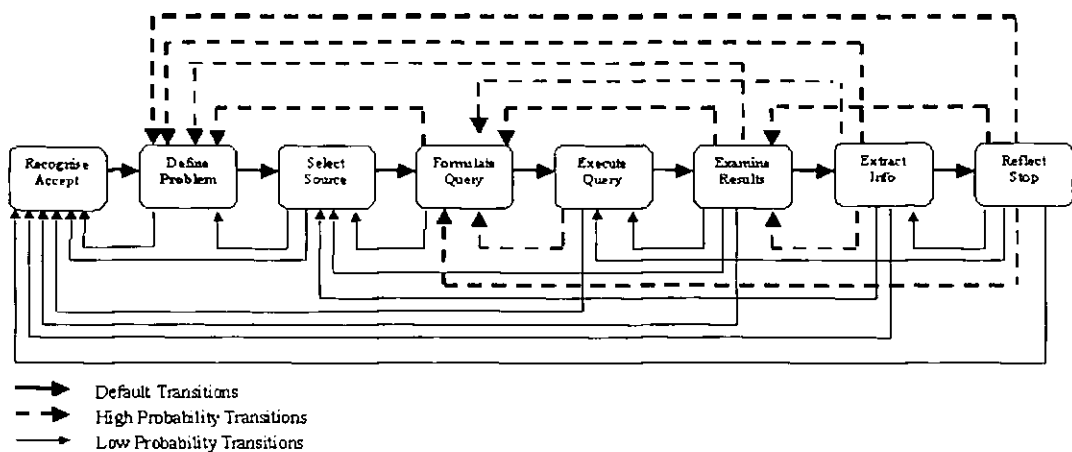 Recognise
Accept
Define
Problem
Select
Source
Formulate
Query
Execute
Query
Examine
Results
Extract
Info
Reflect
Stop
Default Transitions
High Probability Transitions
Low Probability Transitions